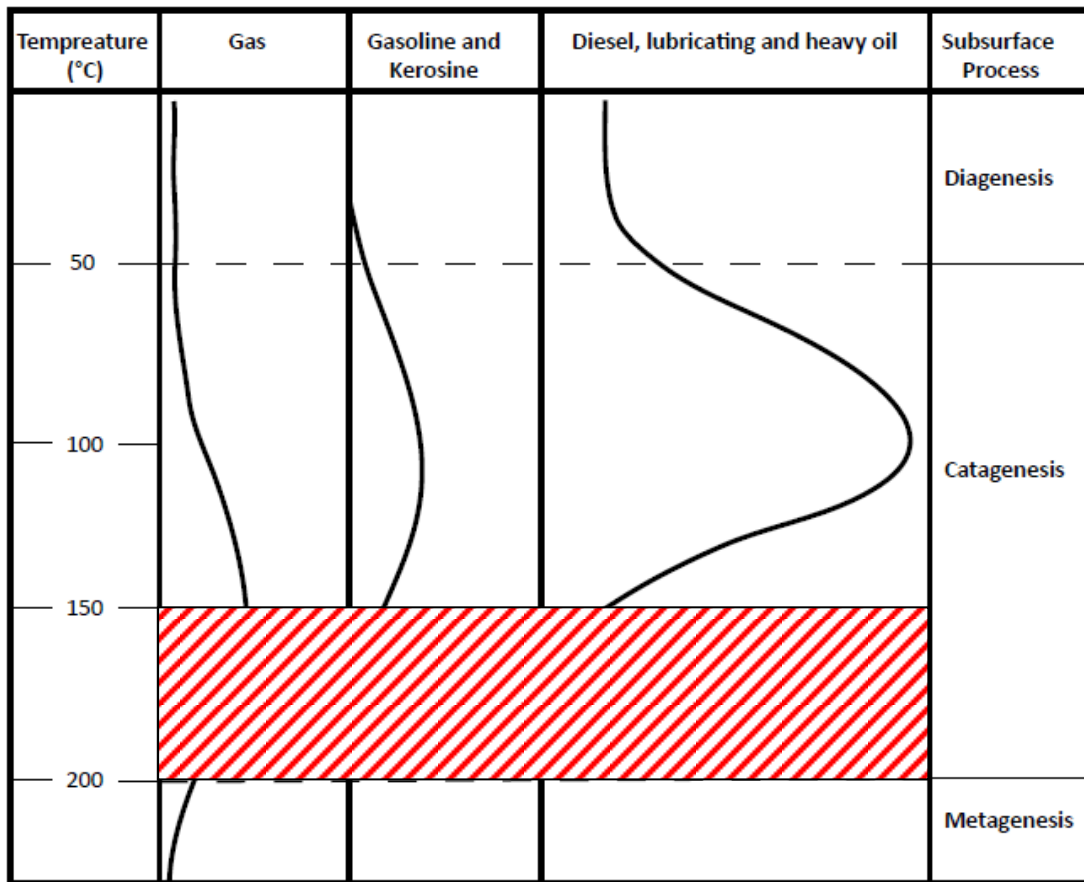 Tempreature
(°C)
Gas
Gasoline and
Kerosine
Diesel, lubricating and heavy oil
Subsurface
Process
Diagenesis
50
100
Catagenesis
150
200
Metagenesis